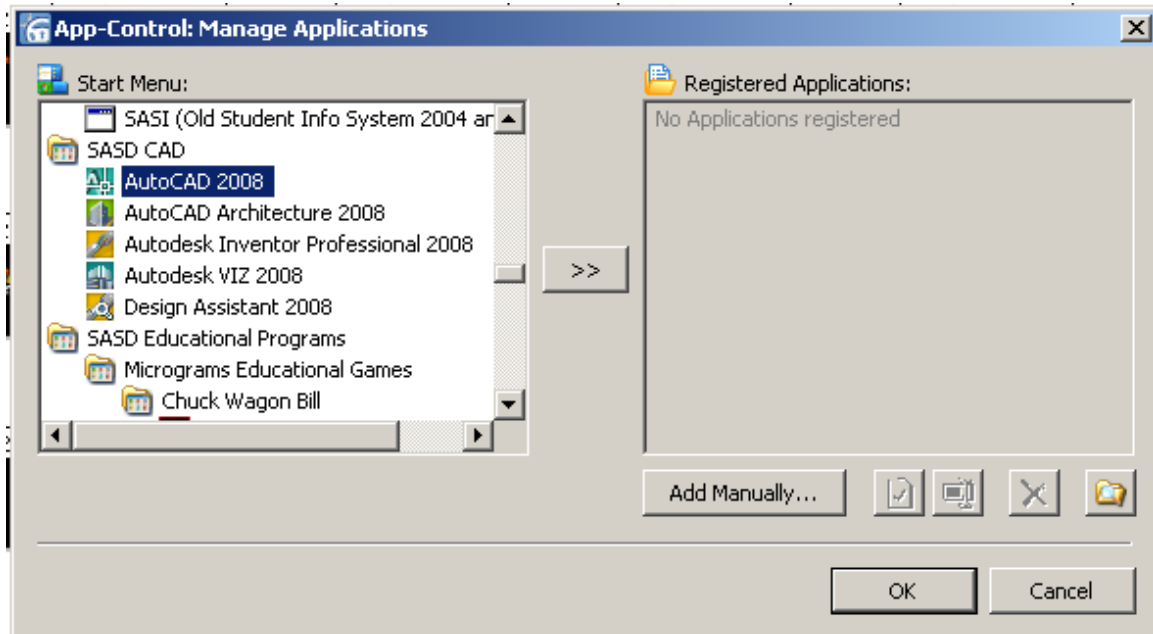 App-Control: Manage Applications
Start Menu:
SASI (Old Student Info System 2004 ar
SASD CAD
AutoCAD 2008
AutoCAD Architecture 2008
Autodesk Inventor Professional 2008
Autodesk VIZ 2008
Design Assistant 2008
SASD Educational Programs
Micrograms Educational Games
Chuck Wagon Bill
>>
Registered Applications:
No Applications registered
Add Manually...
OK
Cancel